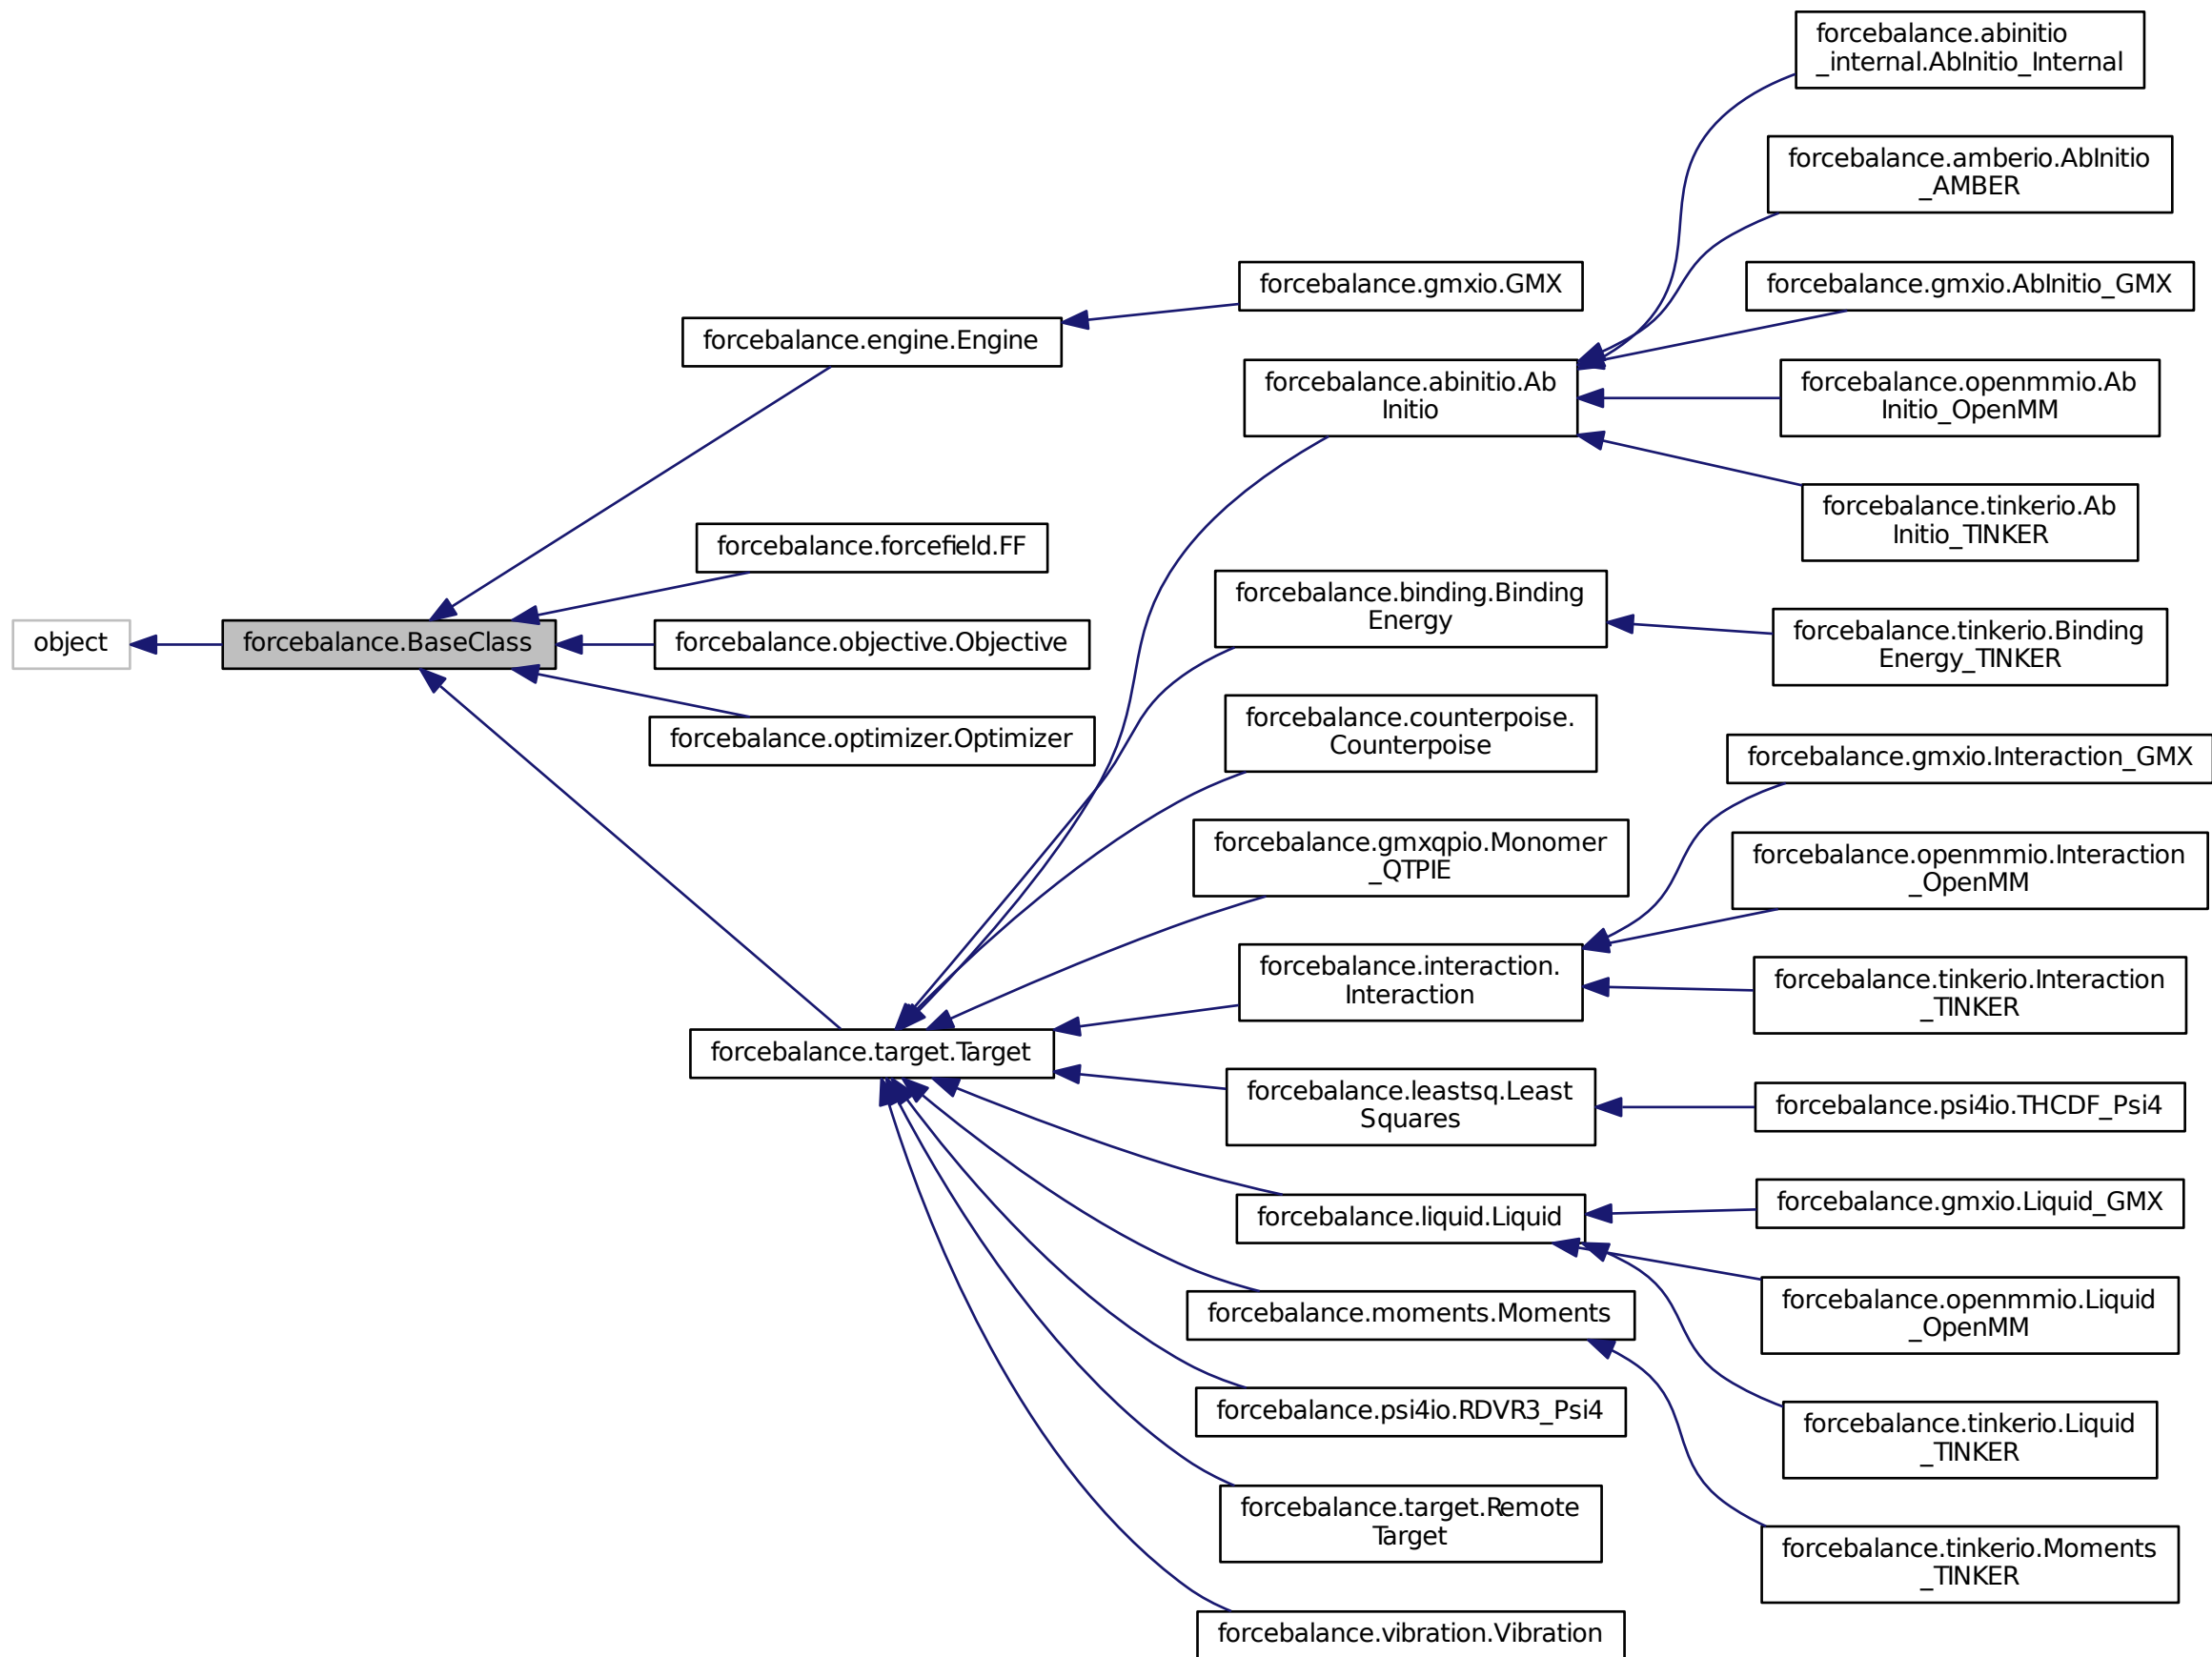 object
forcebalance.BaseClass
forcebalance.engine.Engine
forcebalance.forcefield.FF
forcebalance.objective.Objective
forcebalance.optimizer.Optimizer
forcebalance.target.Target
forcebalance.gmxio.GMX
forcebalance.abinitio.Ab
Initio
forcebalance.binding.Binding
Energy
forcebalance.counterpoise.
Counterpoise
forcebalance.gmxqpio.Monomer
_QTPIE
forcebalance.interaction.
Interaction
forcebalance.leastsq.Least
Squares
forcebalance.liquid.Liquid
forcebalance.moments.Moments
forcebalance.psi4io.RDVR3_Psi4
forcebalance.target.Remote
Target
forcebalance.vibration.Vibration
forcebalance.abinitio
_internal.AbInitio_Internal
forcebalance.amberio.AbInitio
_AMBER
forcebalance.gmxio.AbInitio_GMX
forcebalance.openmmio.Ab
Initio_OpenMM
forcebalance.tinkerio.Ab
Initio_TINKER
forcebalance.tinkerio.Binding
Energy_TINKER
forcebalance.gmxio.Interaction_GMX
forcebalance.openmmio.Interaction
_OpenMM
forcebalance.tinkerio.Interaction
_TINKER
forcebalance.psi4io.THCDF_Psi4
forcebalance.gmxio.Liquid_GMX
forcebalance.openmmio.Liquid
_OpenMM
forcebalance.tinkerio.Liquid
_TINKER
forcebalance.tinkerio.Moments
_TINKER